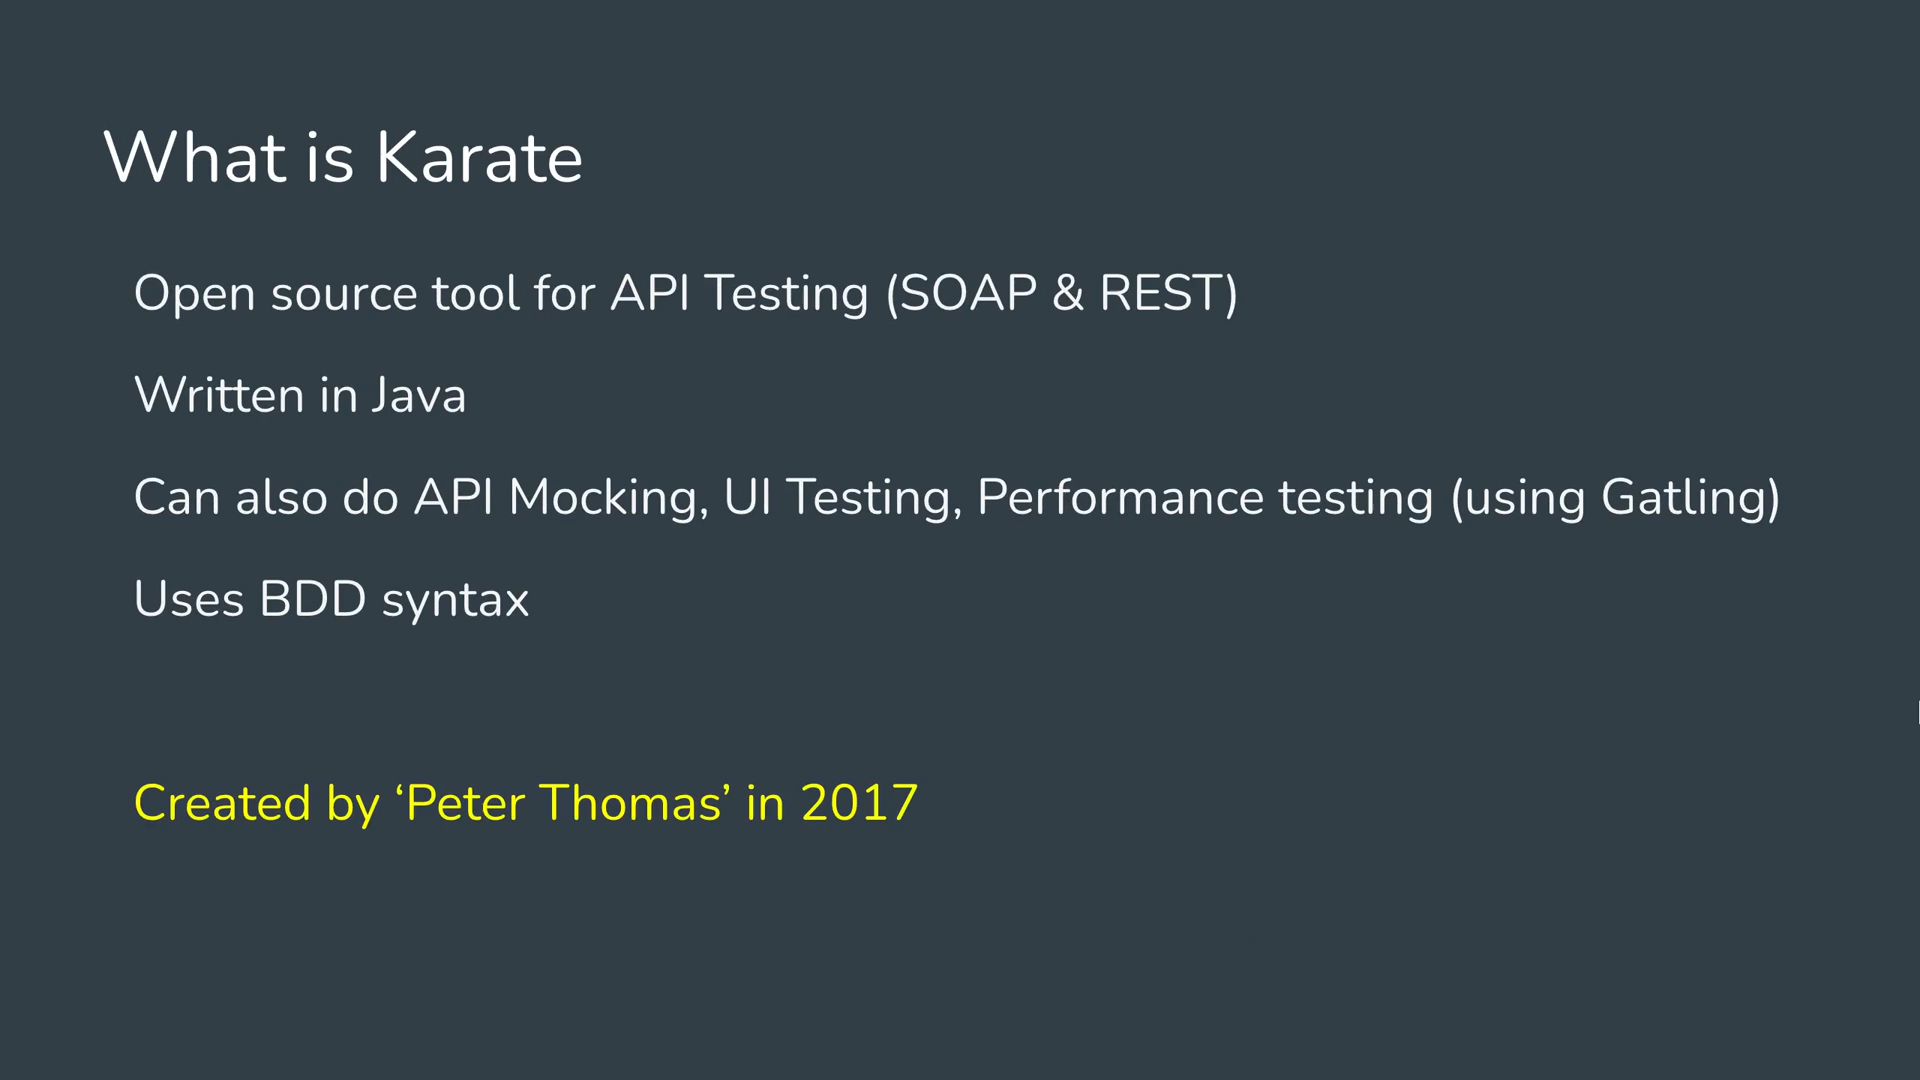 What is Karate
Open source tool for API Testing (SOAP & REST)
Written in Java
Can also do API Mocking, UI Testing, Performance testing (using Gatling)
Uses BDD syntax
Created by ‘Peter Thomas’ in 2017